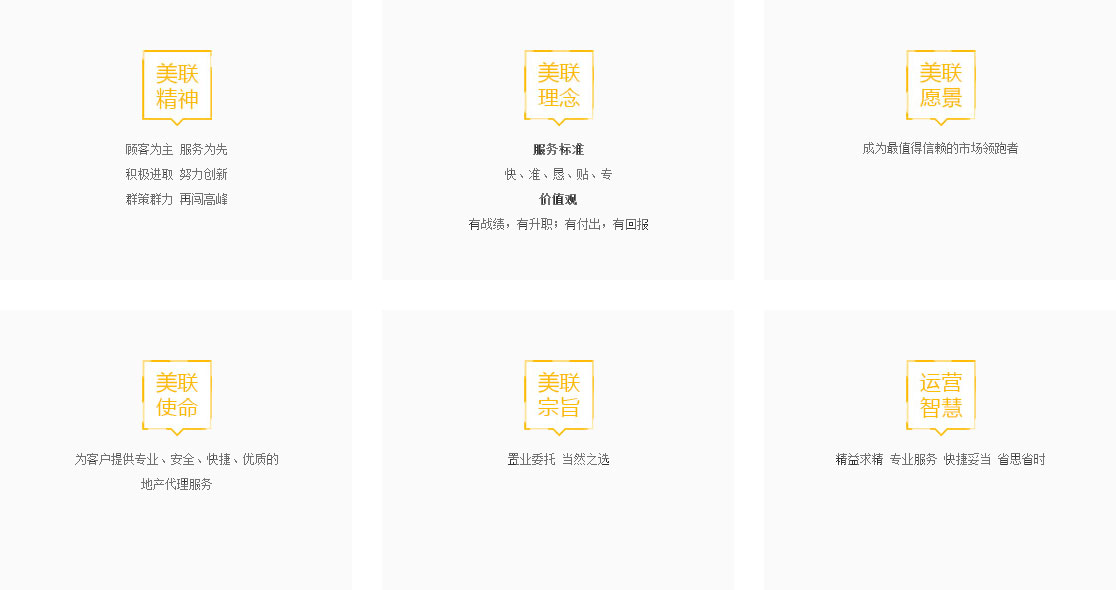 美联
精神
顾客为主 服务为先
积极进取 努力创新
群策群力 再闯高峰
美联
理念
服务标准
快、准、恳、贴、专
价值观
有战绩，有升职；有付出，有回报
美联
愿景
成为最值得信赖的市场领跑者
美联
使命
为客户提供专业、安全、快捷、优质的
地产代理服务
美联
宗旨
置业委托 当然之选
运营
智慧
精益求精 专业服务 快捷妥当 省思省时